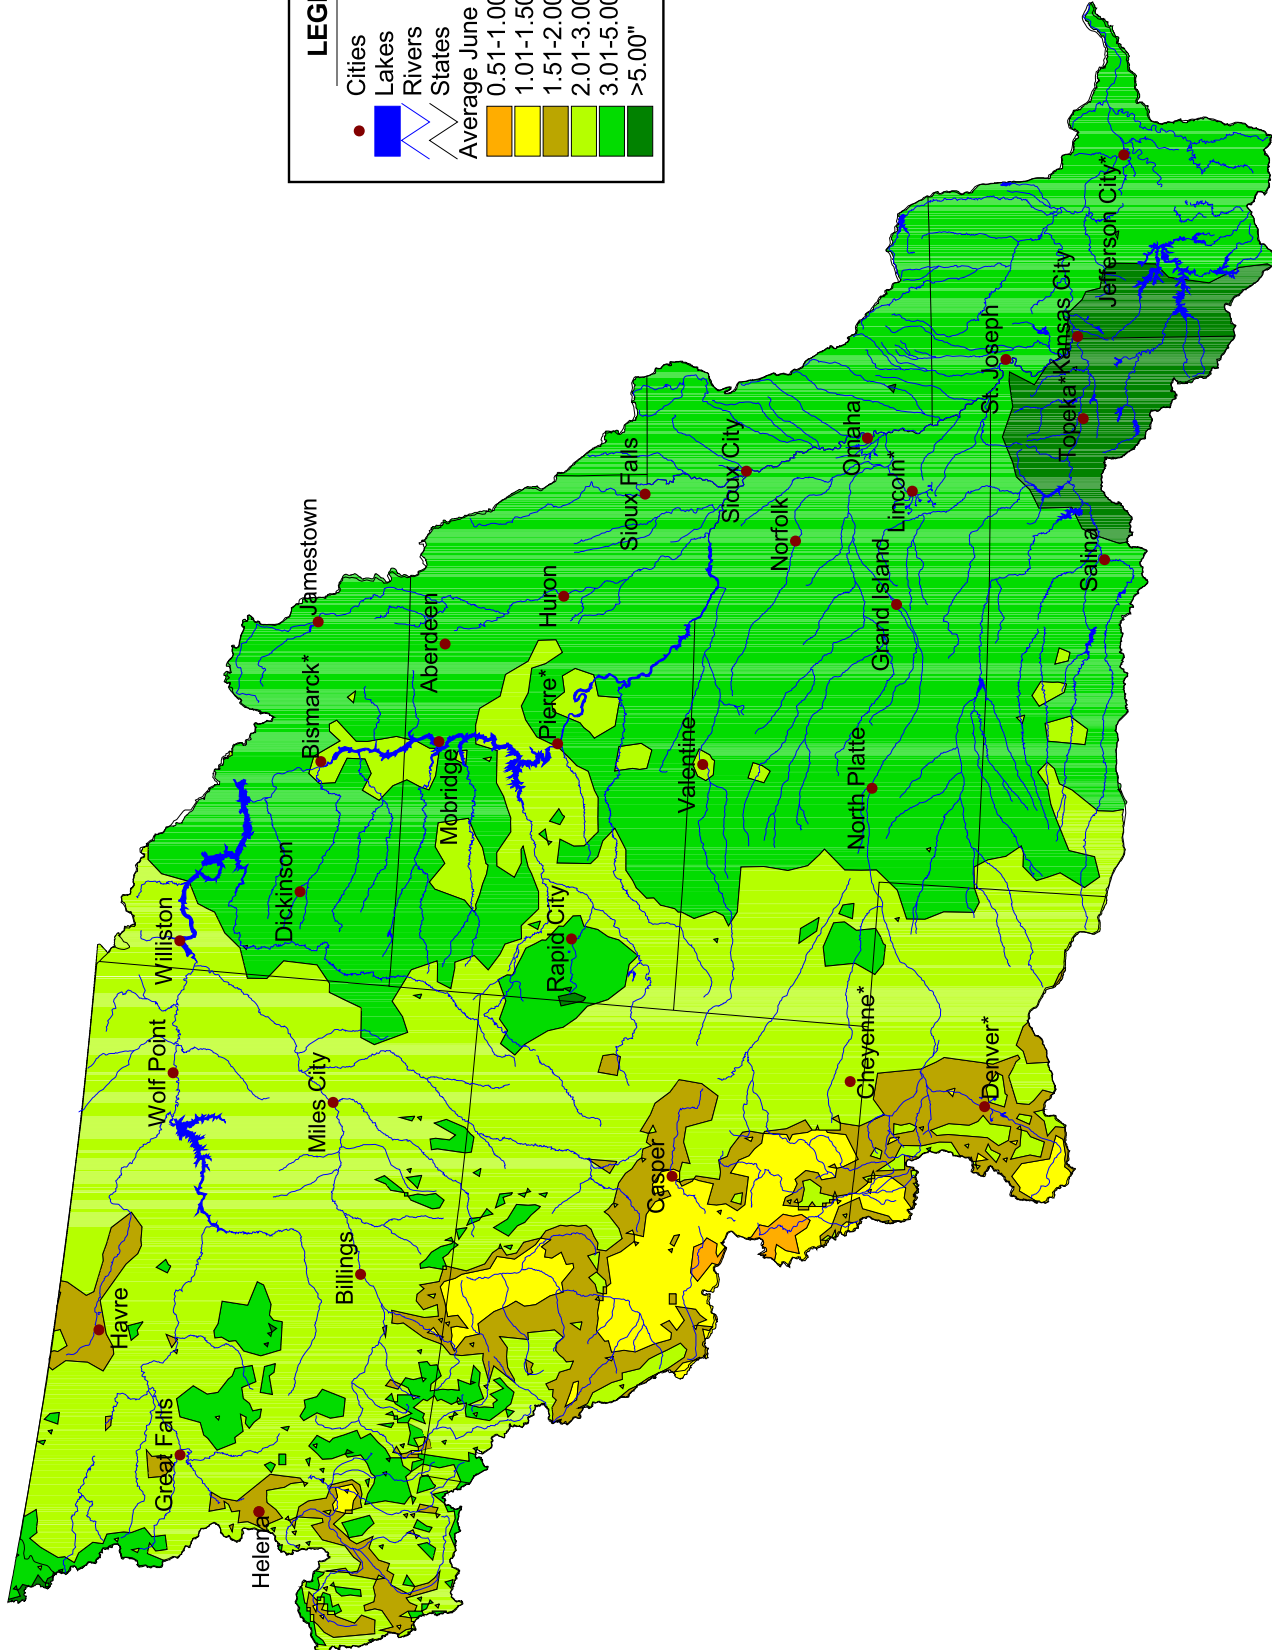 LEGE
Cities
Lakes
Rivers
States
Average June
0.51-1.00
1.01-1.50
1.51-2.00
2.01-3.00
3.01-5.00
>5.00"
Havre
Wolf Point
Williston
Great Falls
Helena
Billings
Miles City
Dickinson
Bismarck*
Jamestown
Mobridge
Aberdeen
Rapid City
Pierre*
Huron
Sioux Falls
Casper
Valentine
Norfolk
Sioux City
Cheyenne*
North Platte
Grand Island
Lincoln*
Omaha
Denver*
Salina
Topeka*
St. Joseph
Kansas City
Jefferson City*